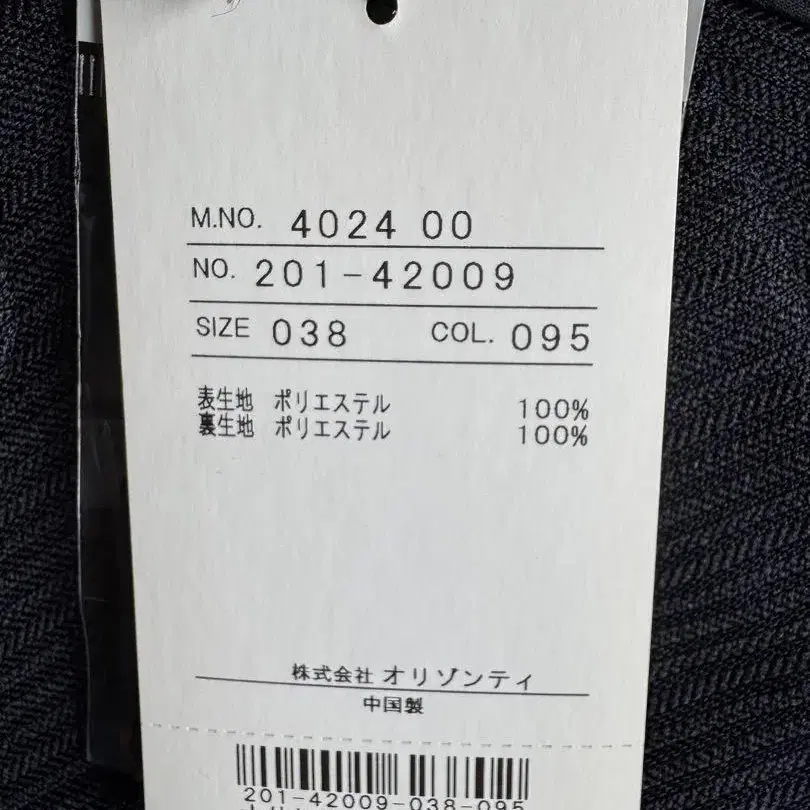 M.NO. 4024 00
NO. 201-42009
SIZE 038 COL. 095
表生地 ポリエステル 100%
裏生地 ポリエステル 100%
株式会社 オリゾンティ
中国製
201-42009-038-095